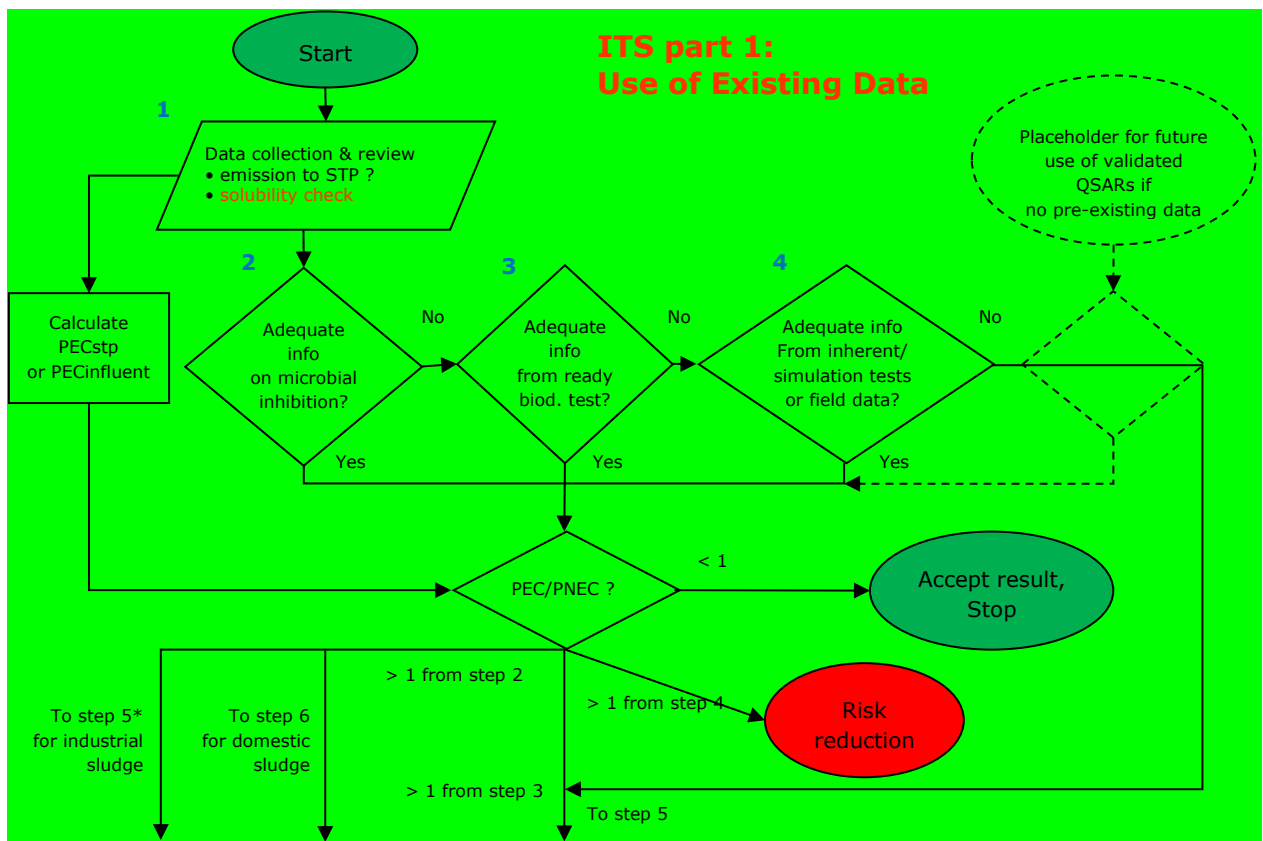 Start
ITS part 1:
Use of Existing Data
1
Data collection & review
• emission to STP ?
• solubility check
Placeholder for future
use of validated
QSARs if
no pre-existing data
2
3
4
Calculate
PECstp
or PECinfluent
Adequate
info
on microbial
inhibition?
No
Adequate
info
from ready
biod. test?
No
Adequate info
From inherent/
simulation tests
or field data?
No
Yes
Yes
Yes
PEC/PNEC ?
< 1
Accept result,
Stop
> 1 from step 2
> 1 from step 4
Risk
reduction
To step 5*
for industrial
sludge
To step 6
for domestic
sludge
> 1 from step 3
To step 5